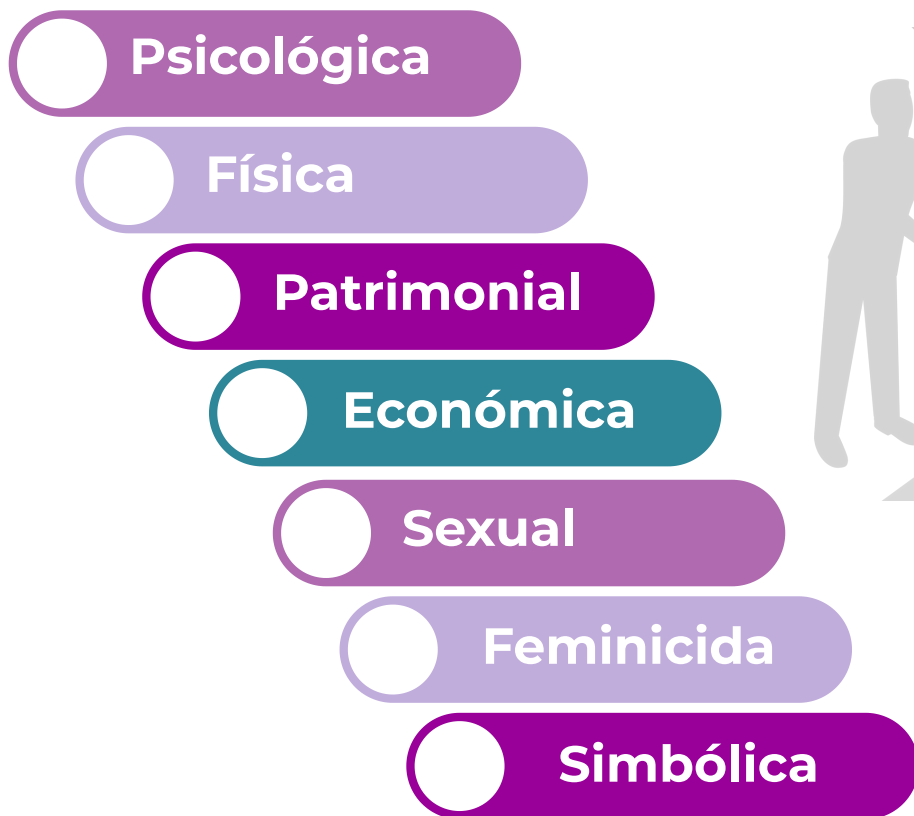 Psicológica
Física
Patrimonial
Económica
Sexual
Feminicida
Simbólica